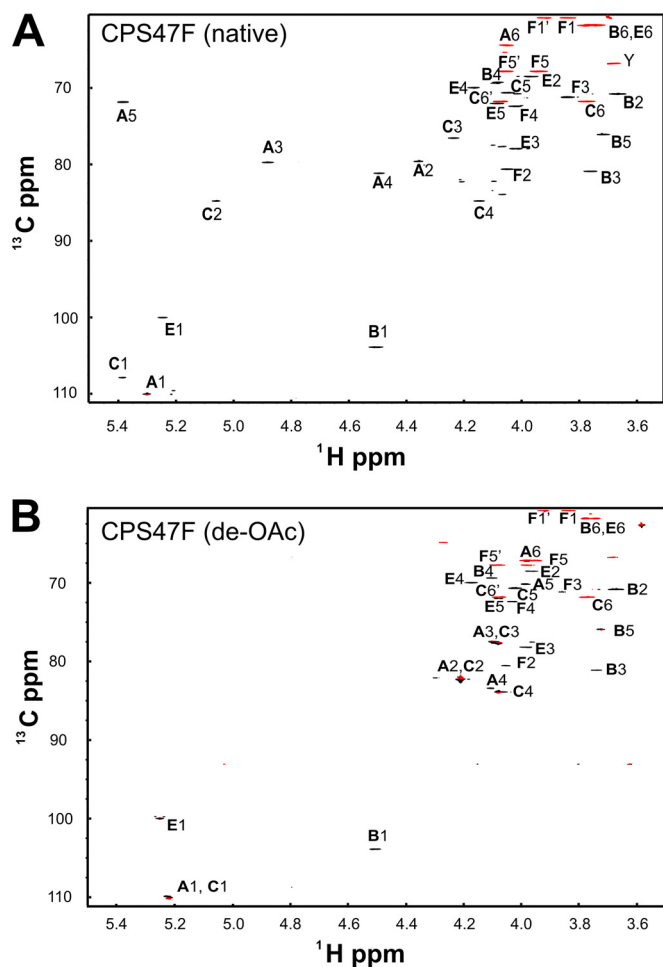 A
CPS47F (native)
F1' F1
A6
B6,E6
F5' F5
Y
B4
E4 C5 E2
C6' F3 B2
A5
E5 F4 C6
C3 B5
A3 E3
A4 A2 F2 B3
C2 C4
E1
B1
C1
A1
70
80
90
100
110
13C ppm
5.4 5.2 5.0 4.8 4.6 4.4 4.2 4.0 3.8 3.6
1H ppm
B
CPS47F (de-OAc)
F1' F1
B6,E6
F5' A6 F5
B4 E2
E4 A5 F3 B2
C6' C5 C6
E5 F4
A3,C3 B5
E3
A2,C2 F2 B3
A4 C4
E1
B1
A1, C1
70
80
90
100
110
13C ppm
5.4 5.2 5.0 4.8 4.6 4.4 4.2 4.0 3.8 3.6
1H ppm